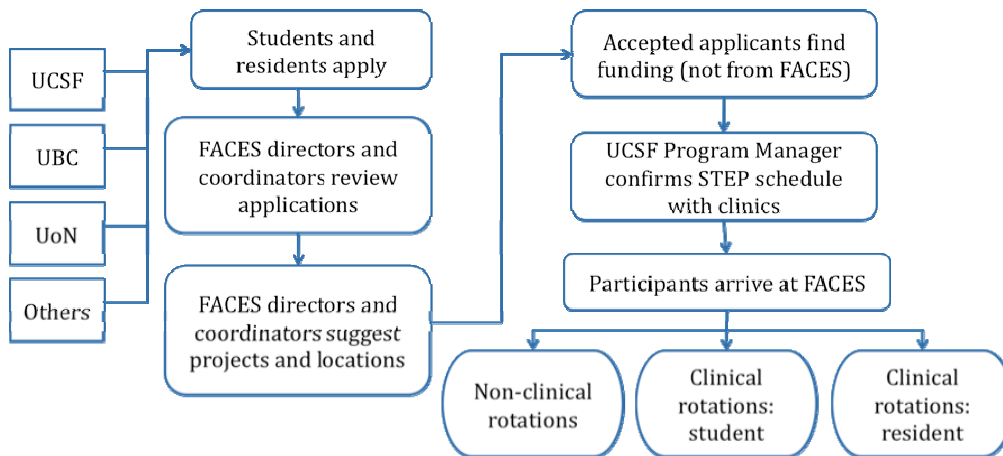 UCSF
UBC
UoN
Others
Students and
residents apply
FACES directors and
coordinators review
applications
FACES directors and
coordinators suggest
projects and locations
Accepted applicants find
funding (not from FACES)
UCSF Program Manager
confirms STEP schedule
with clinics
Participants arrive at FACES
Non-clinical
rotations
Clinical
rotations:
student
Clinical
rotations:
resident